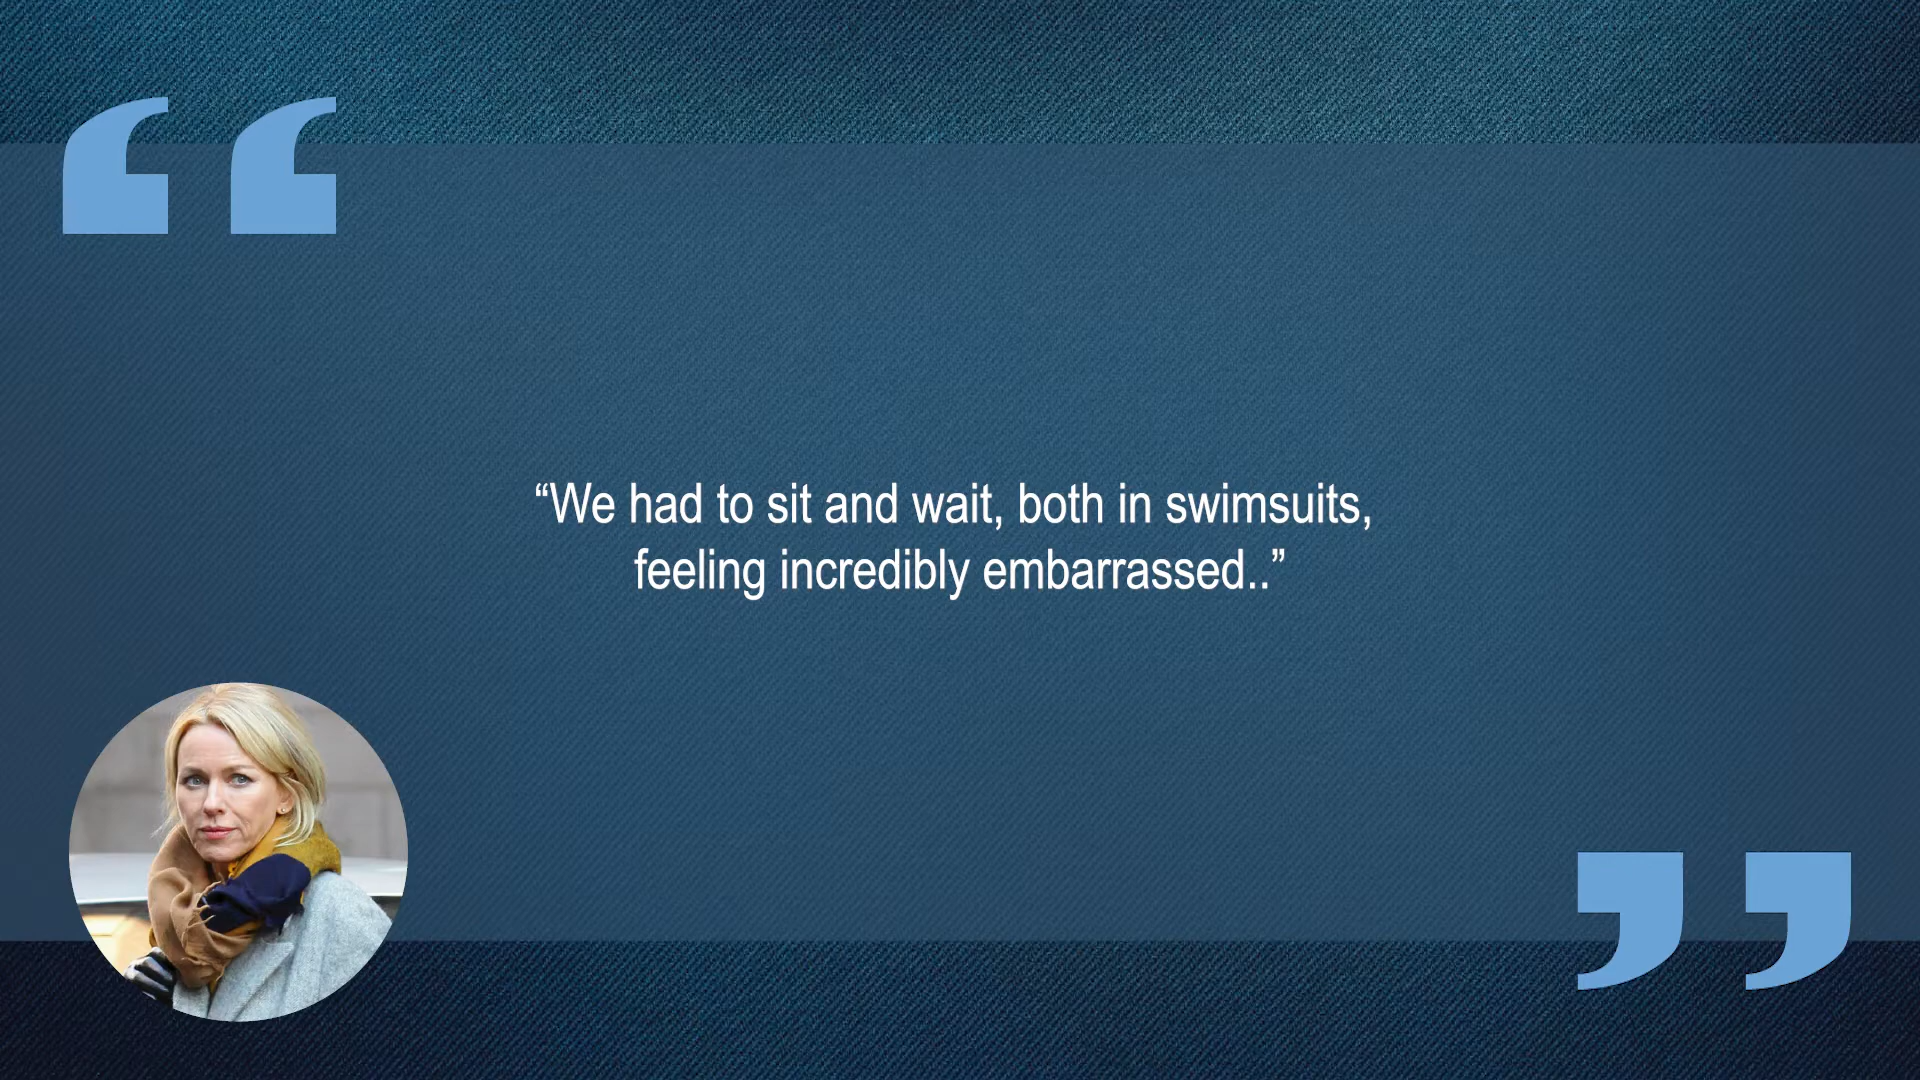 “We had to sit and wait, both in swimsuits,
feeling incredibly embarrassed..”